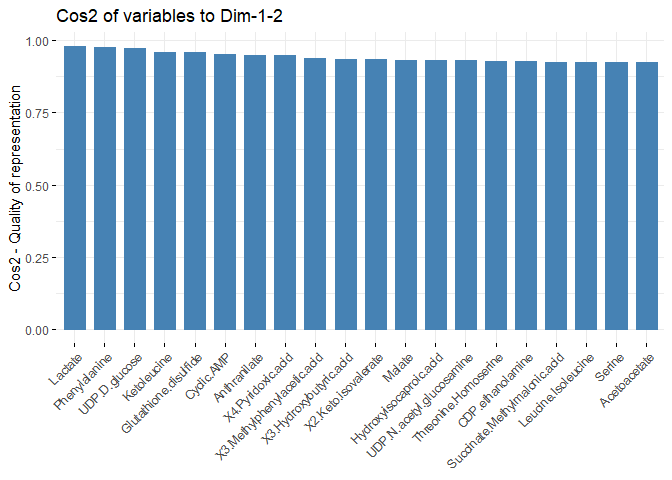 Cos2 of variables to Dim-1-2
Cos2 - Quality of representation
1.00
0.75
0.50
0.25
0.00
Lactate
Phenylalanine
UDP.D.glucose
Ketoleucine
Glutathione.disulfide
Cyclic.AMP
Anthranilate
X4.Pyridoxic.acid
X3.Methylphenylacetic.acid
X3.Hydroxybutyric.acid
X2.Keto.isovalerate
Malate
Hydroxyisocaproic.acid
UDP.N.acetyl.glucosamine
Threonine.Homoserine
CDP.ethanolamine
Succinate.Methylmalonic.acid
Leucine.Isoleucine
Serine
Acetoacetate